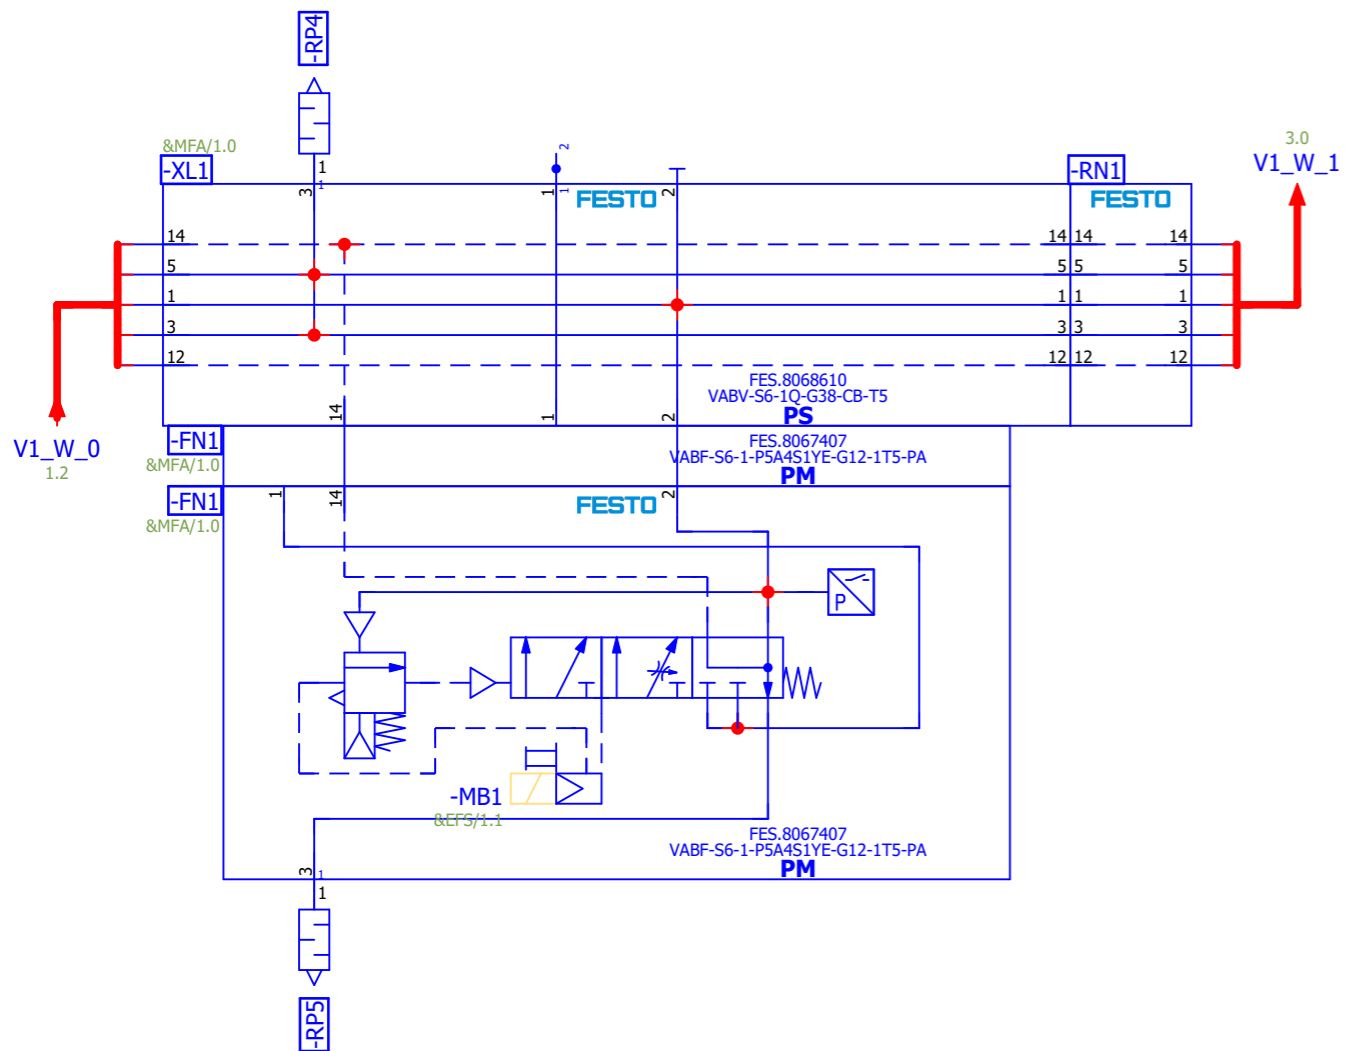 -RP4
3.0
V1_W_1
&MFA/1.0
1
2
-XL1
3
1
1
1
FESTO
2
-RN1
FESTO
14
14
14
14
5
5
5
5
1
1
1
1
3
3
3
3
12
12
12
12
FES.8068610
VABV-S6-1Q-G38-CB-T5
PS
14
1
2
V1_W_0
1.2
-FN1
&MFA/1.0
FES.8067407
VABF-S6-1-P5A4S1YE-G12-1T5-PA
PM
-FN1
&MFA/1.0
1
14
FESTO
2
P
-MB1
&EFS/1.1
FES.8067407
VABF-S6-1-P5A4S1YE-G12-1T5-PA
PM
3
1
1
-RP5